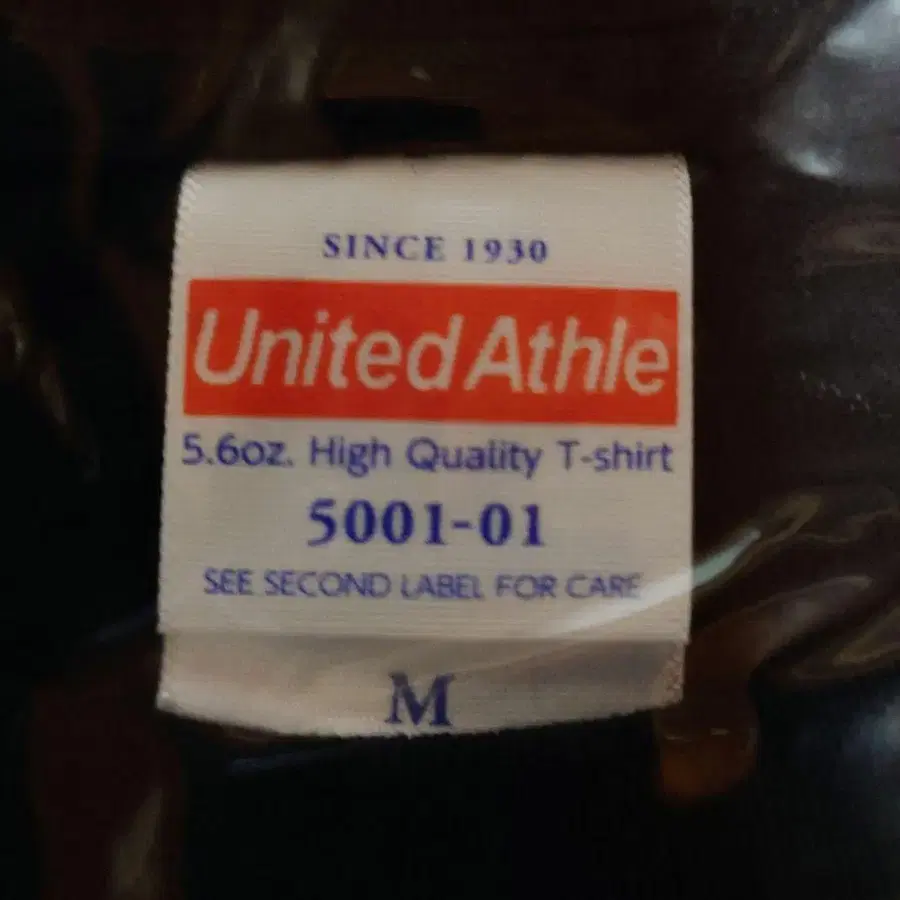 SINCE 1930
United Athle
5.6oz. High Quality T-shirt
5001-01
SEE SECOND LABEL FOR CARE
M